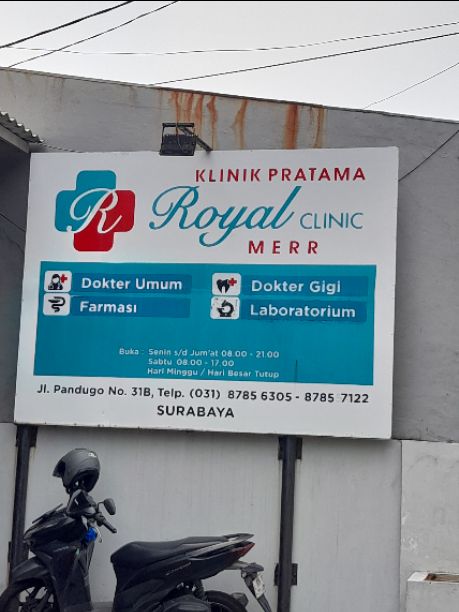 KLINIK PRATAMA
R Royal CLINIC
MERR
Dokter Umum
Dokter Gigi
Farmasi
Laboratorium
Buka : Senin s/d Jum'at 08.00 - 21.00
Sabtu 08.00 - 17.00
Hari Minggu / Hari Besar Tutup
Jl. Pandugo No. 31B, Telp. (031) 8785 6305 - 8785 7122
SURABAYA